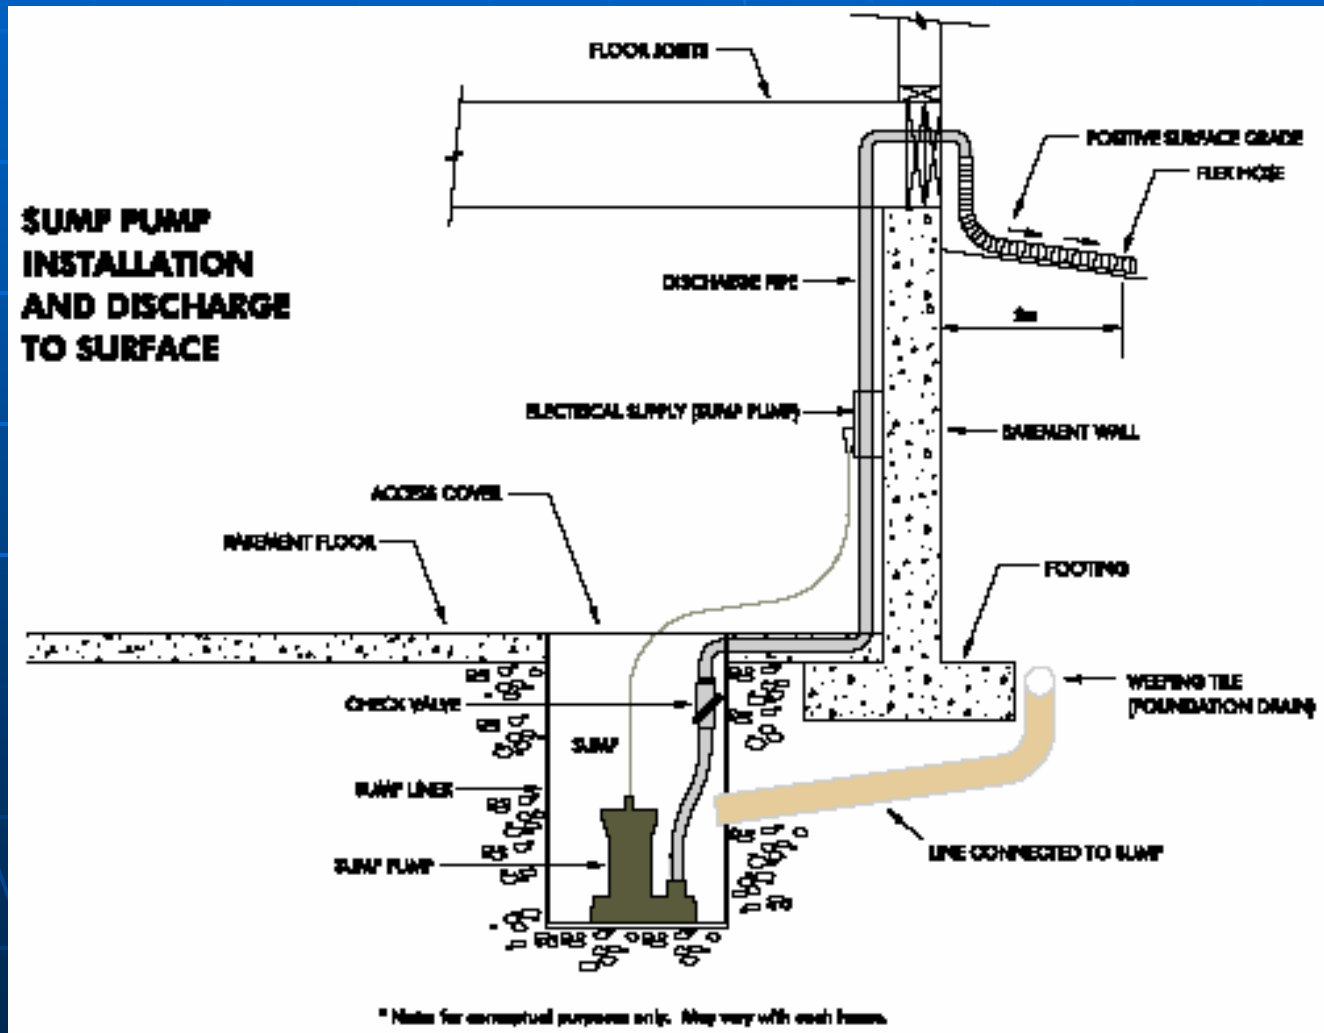 FLOOR JOISTS
POSITIVE SURFACE GRADE
FLEX HOSE
SUMP PUMP
INSTALLATION
AND DISCHARGE
TO SURFACE
DISCHARGE PIPE
ELECTRICAL SUPPLY (SUMP PUMP)
BASEMENT WALL
ACCESS COVER
BASEMENT FLOOR
FOOTING
WEEPING TILE
(FOUNDATION DRAIN)
CHECK VALVE
SUMP
SUMP LINER
SUMP PUMP
LINE CONNECTED TO SUMP
* Note: for conceptual purposes only. May vary with each house.